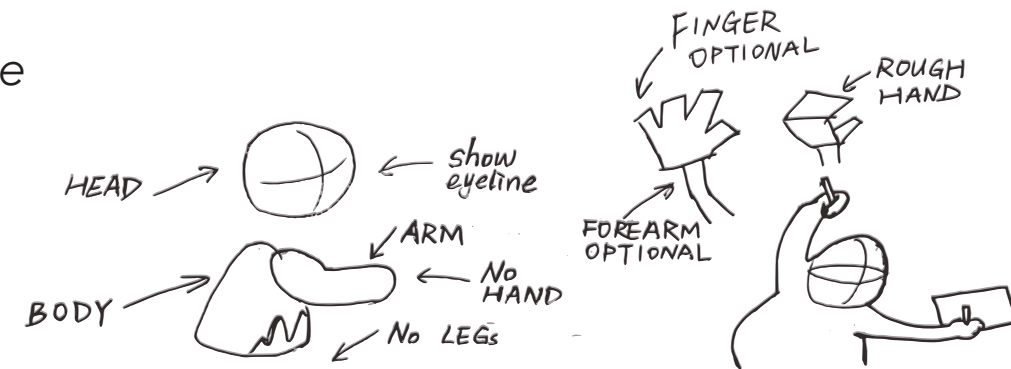 e
FINGER
OPTIONAL
ROUGH
HAND
HEAD
show
eyeline
FOREARM
OPTIONAL
ARM
No
HAND
BODY
No LEGs